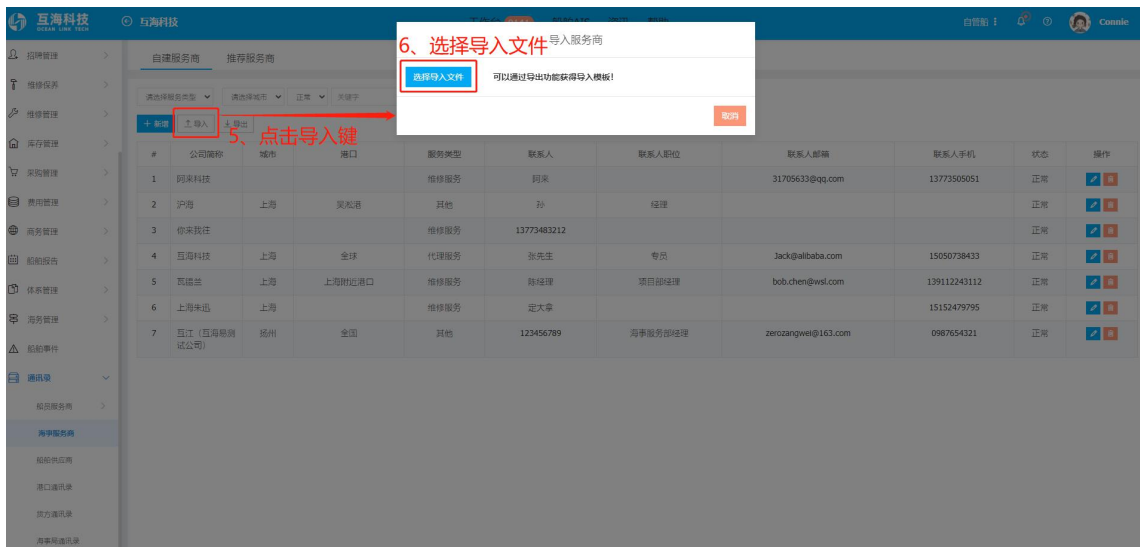 互海科技
OCEAN LINK TECH
互海科技
自管船
Connie
招聘管理
维修保养
维修管理
库存管理
采购管理
费用管理
商务管理
船舶报告
体系管理
海务管理
船舶事件
通讯录
船员服务商
海事服务商
船舶供应商
港口通讯录
货方通讯录
海事局通讯录
自建服务商 推荐服务商
请选择服务类型 请选择城市 正常 关键字
+ 新增 导入 导出
5、点击导入键
6、选择导入文件
导入服务商
选择导入文件 可以通过导出功能获得导入模板!
取消
# 公司简称 城市 港口 服务类型 联系人 联系人职位 联系人邮箱 联系人手机 状态 操作
1 阿来科技 维修服务 阿来 31705633@qq.com 13773505051 正常
2 沪海 上海 吴淞港 其他 孙 经理 正常
3 你来我往 维修服务 13773483212 正常
4 互海科技 上海 全球 代理服务 张先生 专员 Jack@alibaba.com 15050738433 正常
5 瓦锡兰 上海 上海附近港口 维修服务 陈经理 项目部经理 bob.chen@wsl.com 139112243112 正常
6 上海朱迅 上海 维修服务 定大拿 15152479795 正常
7 互江（互海易测试公司） 扬州 全国 其他 123456789 海事服务部经理 zerozangwei@163.com 0987654321 正常